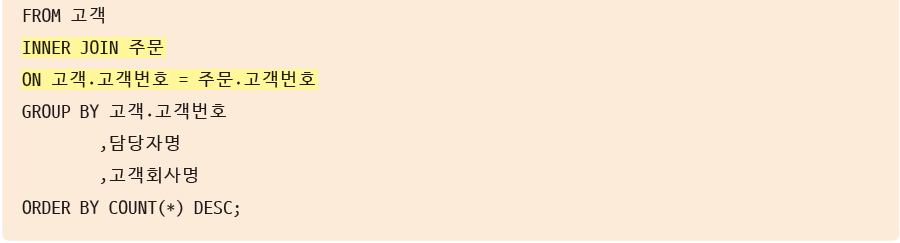 FROM 고객
INNER JOIN 주문
ON 고객.고객번호 = 주문.고객번호
GROUP BY 고객.고객번호
,담당자명
,고객회사명
ORDER BY COUNT(*) DESC;